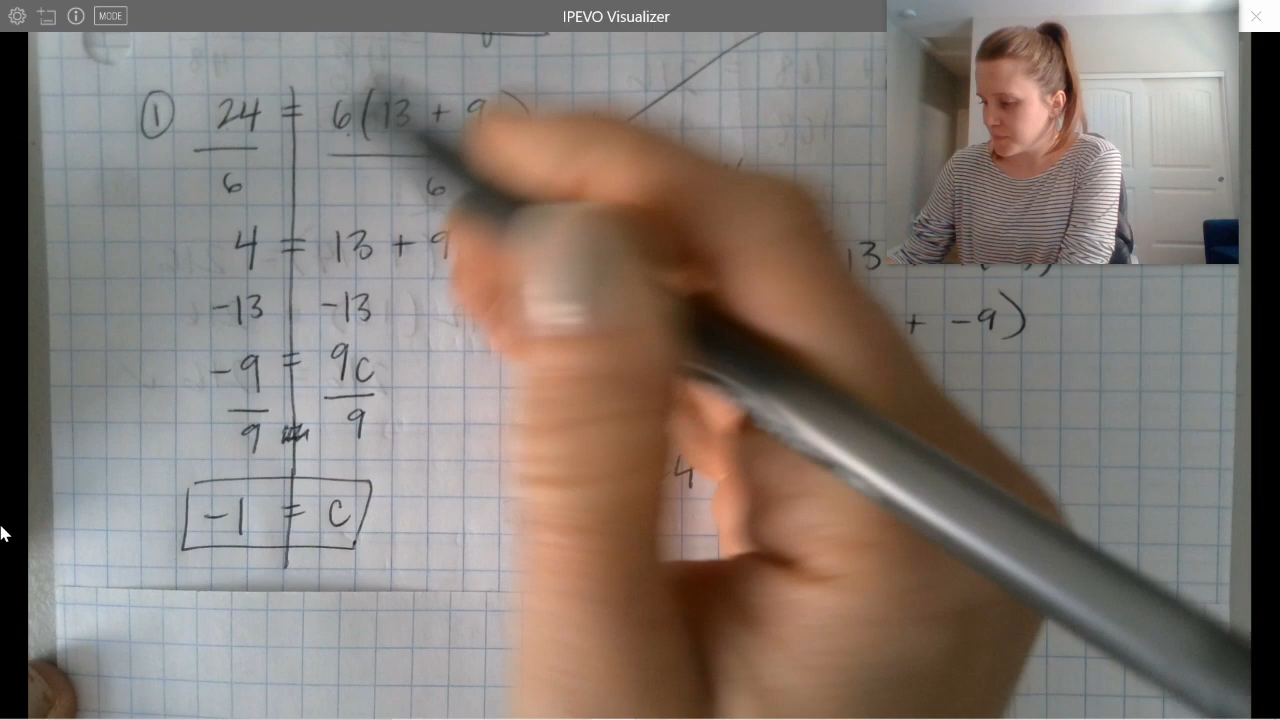 MODE IPEVO Visualizer
① 24 = 6(13 + 9 )
6 6
4 = 13 + 9
-13 -13
-9 = 9c
9 9
-1 = c
13
+ -9)
4